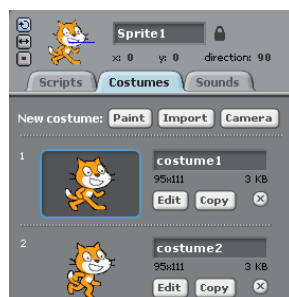 Sprite1
x: 0 y: 0 direction: 90
Scripts Costumes Sounds
New costume: Paint Import Camera
1
costume1
95x111 3 KB
Edit Copy
2
costume2
95x111 3 KB
Edit Copy